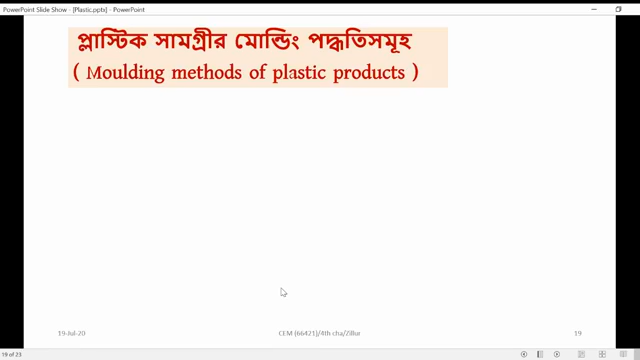 PowerPoint Slide Show - [Plastic.pptx] - PowerPoint
প্লাস্টিক সামগ্রীর মোল্ডিং পদ্ধতিসমূহ
( Moulding methods of plastic products )
19-Jul-20
CEM (66421)/4th cha/Zillur
19
19 of 23